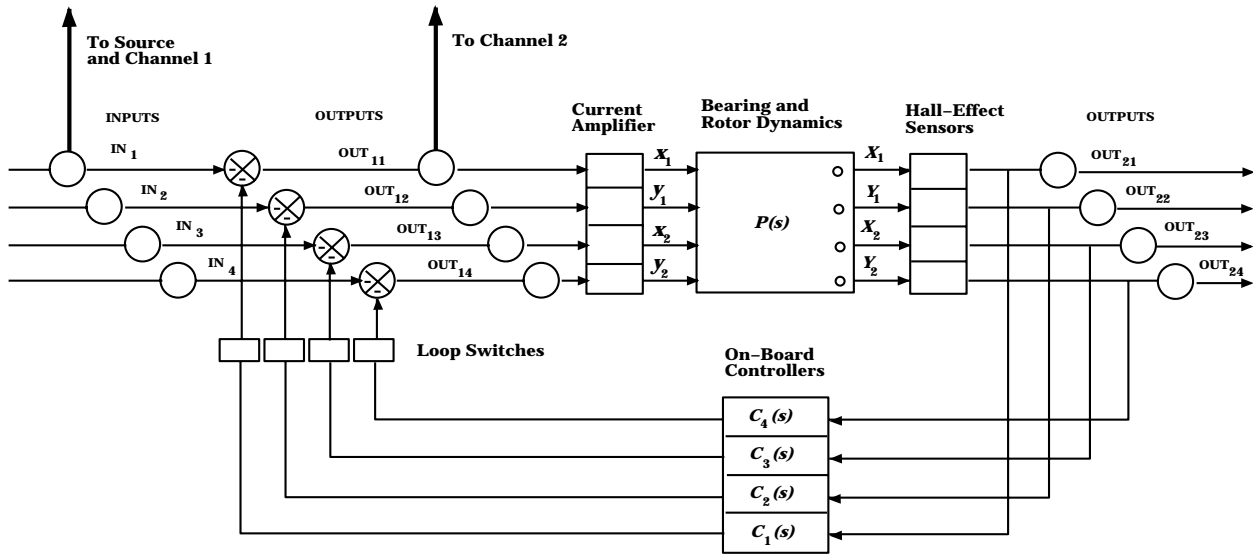 To Source
and Channel 1
To Channel 2
INPUTS
OUTPUTS
Current
Amplifier
Bearing and
Rotor Dynamics
Hall-Effect
Sensors
OUTPUTS
IN 1
OUT 11
x1
X1
OUT 21
IN 2
OUT 12
y1
Y1
OUT 22
IN 3
OUT 13
x2
P(s)
X2
OUT 23
IN 4
OUT 14
y2
Y2
OUT 24
Loop Switches
On-Board
Controllers
C4(s)
C3(s)
C2(s)
C1(s)